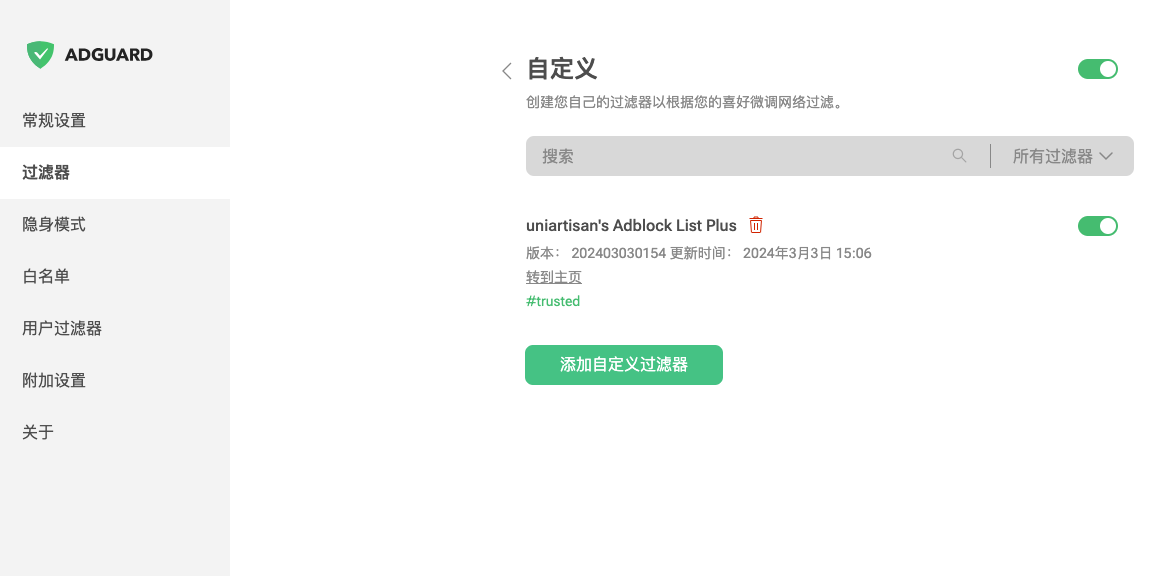 ADGUARD
常规设置
过滤器
隐身模式
白名单
用户过滤器
附加设置
关于
自定义
创建您自己的过滤器以根据您的喜好微调网络过滤。
搜索 所有过滤器
uniartisan's Adblock List Plus
版本： 202403030154 更新时间： 2024年3月3日 15:06
转到主页
#trusted
添加自定义过滤器